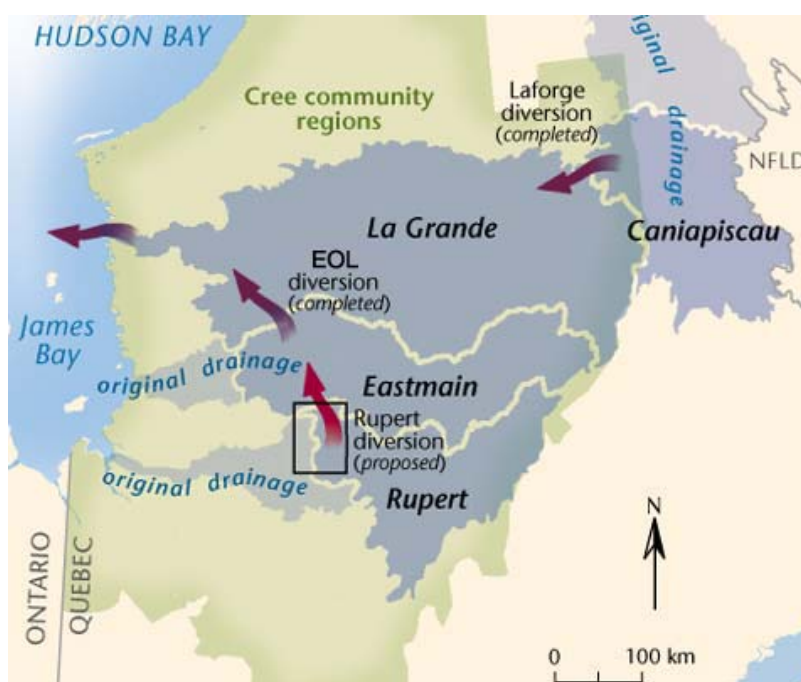 HUDSON BAY
Cree community
regions
Laforge
diversion
(completed)
original drainage
NFLD
La Grande
Caniapiscau
EOL
diversion
(completed)
James
Bay
original drainage
Eastmain
Rupert
diversion
(proposed)
original drainage
Rupert
ONTARIO
QUEBEC
N
0 100 km